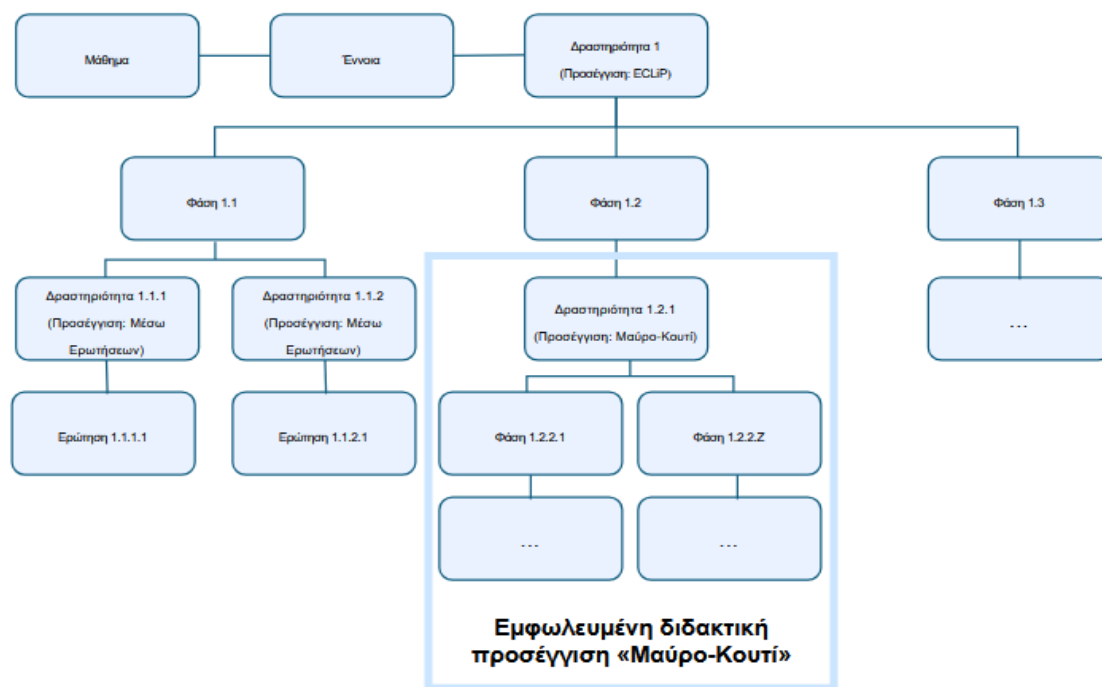 Μάθημα
Έννοια
Δραστηριότητα 1
(Προσέγγιση: ECLiP)
Φάση 1.1
Φάση 1.2
Φάση 1.3
Δραστηριότητα 1.1.1
(Προσέγγιση: Μέσω
Ερωτήσεων)
Δραστηριότητα 1.1.2
(Προσέγγιση: Μέσω
Ερωτήσεων)
Δραστηριότητα 1.2.1
(Προσέγγιση: Μαύρο-Κουτί)
...
Ερώτηση 1.1.1.1
Ερώτηση 1.1.2.1
Φάση 1.2.2.1
Φάση 1.2.2.Z
...
...
Εμφωλευμένη διδακτική
προσέγγιση «Μαύρο-Κουτί»